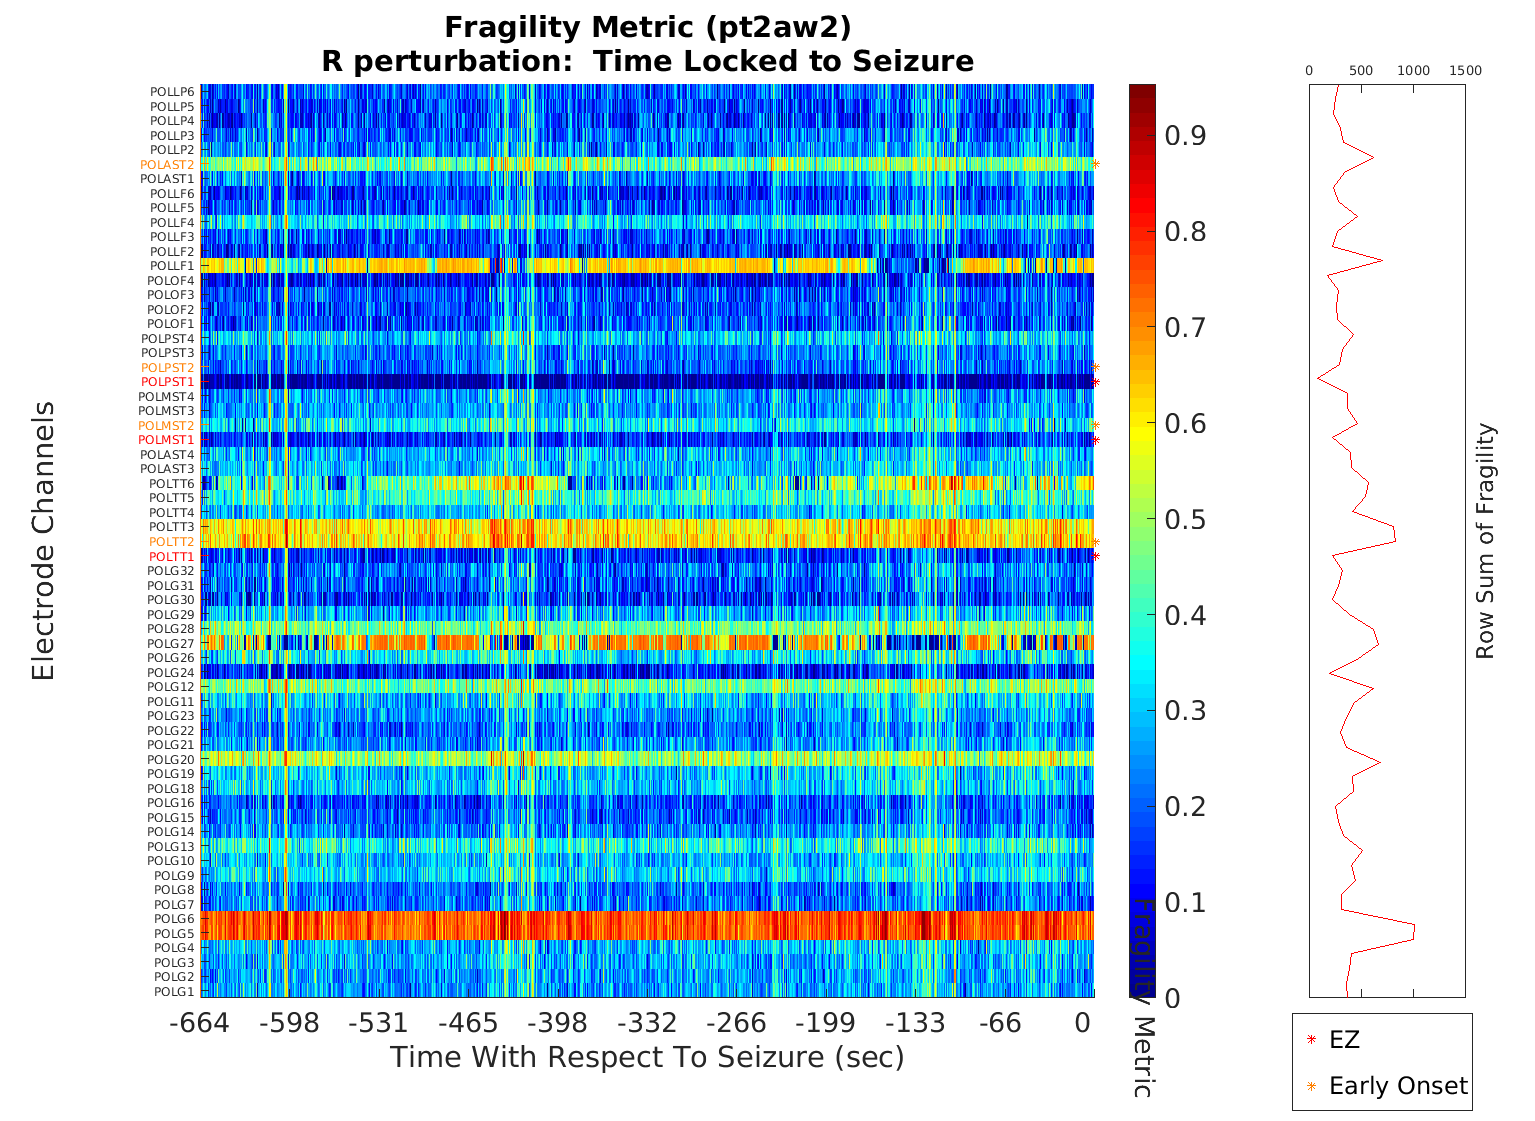 Fragility Metric (pt2aw2)
R perturbation:  Time Locked to Seizure
Electrode Channels
POLLP6
POLLP5
POLLP4
POLLP3
POLLP2
POLAST2
POLAST1
POLLF6
POLLF5
POLLF4
POLLF3
POLLF2
POLLF1
POLOF4
POLOF3
POLOF2
POLOF1
POLPST4
POLPST3
POLPST2
POLPST1
POLMST4
POLMST3
POLMST2
POLMST1
POLAST4
POLAST3
POLTT6
POLTT5
POLTT4
POLTT3
POLTT2
POLTT1
POLG32
POLG31
POLG30
POLG29
POLG28
POLG27
POLG26
POLG24
POLG12
POLG11
POLG23
POLG22
POLG21
POLG20
POLG19
POLG18
POLG16
POLG15
POLG14
POLG13
POLG10
POLG9
POLG8
POLG7
POLG6
POLG5
POLG4
POLG3
POLG2
POLG1
-664 -598 -531 -465 -398 -332 -266 -199 -133 -66 0
Time With Respect To Seizure (sec)
0.9
0.8
0.7
0.6
0.5
0.4
0.3
0.2
0.1
0
Fragility Metric
0 500 1000 1500
Row Sum of Fragility
EZ
Early Onset